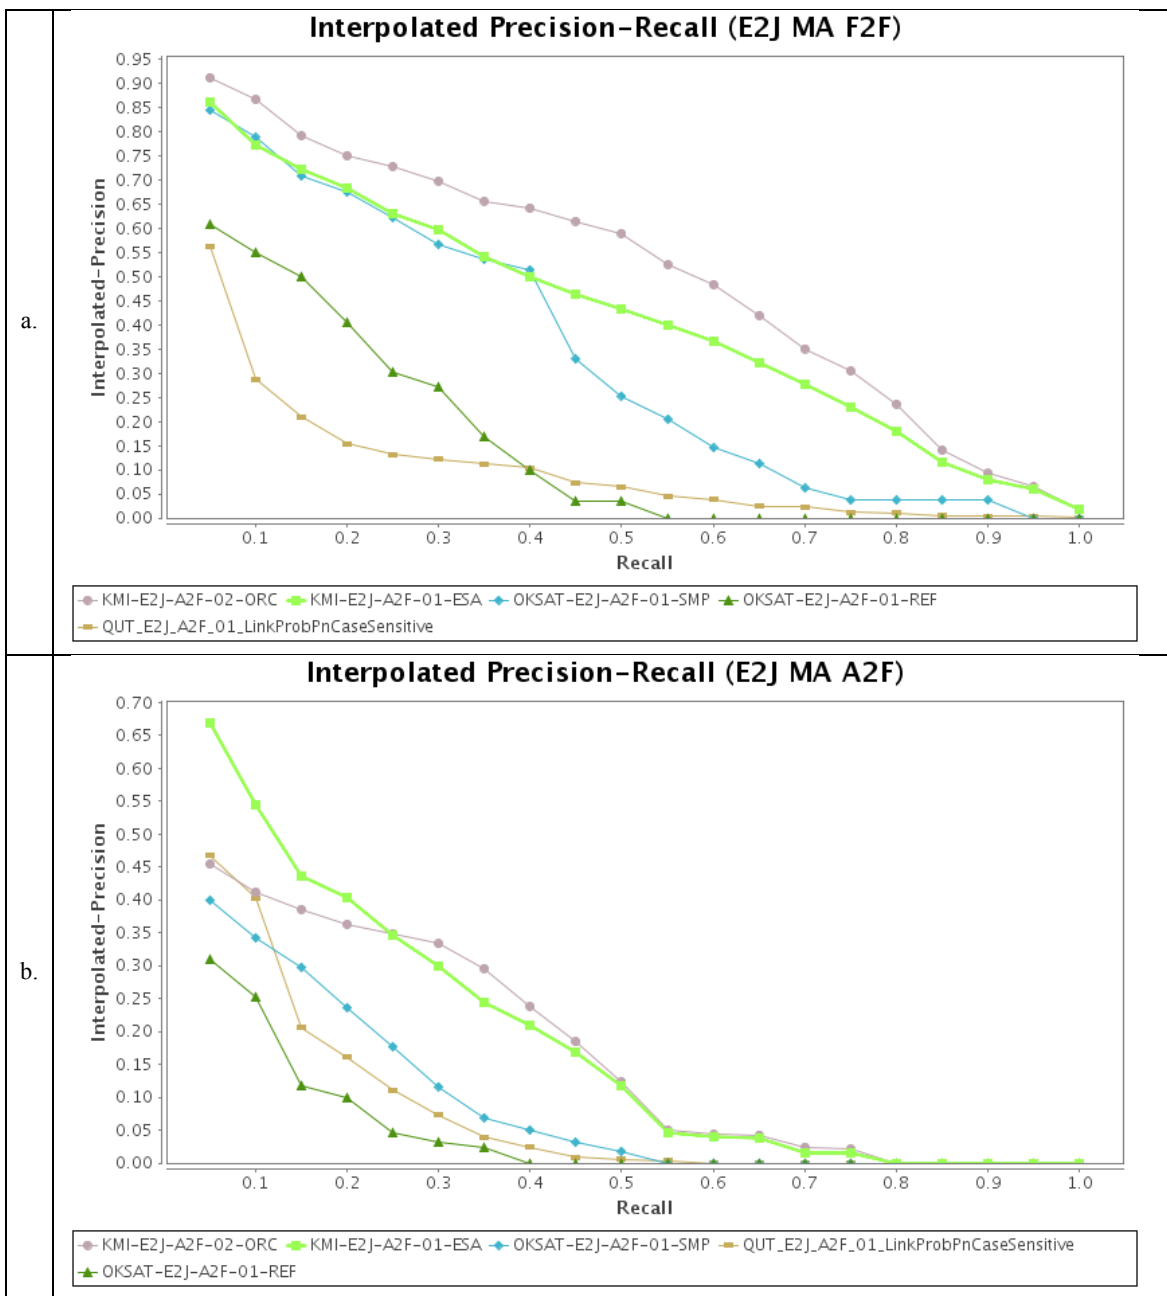 a.
Interpolated Precision-Recall (E2J MA F2F)
Interpolated-Precision
0.95
0.90
0.85
0.80
0.75
0.70
0.65
0.60
0.55
0.50
0.45
0.40
0.35
0.30
0.25
0.20
0.15
0.10
0.05
0.00
0.1 0.2 0.3 0.4 0.5 0.6 0.7 0.8 0.9 1.0
Recall
KMI-E2J-A2F-02-ORC KMI-E2J-A2F-01-ESA OKSAT-E2J-A2F-01-SMP OKSAT-E2J-A2F-01-REF
QUT_E2J_A2F_01_LinkProbPnCaseSensitive
b.
Interpolated Precision-Recall (E2J MA A2F)
Interpolated-Precision
0.70
0.65
0.60
0.55
0.50
0.45
0.40
0.35
0.30
0.25
0.20
0.15
0.10
0.05
0.00
0.1 0.2 0.3 0.4 0.5 0.6 0.7 0.8 0.9 1.0
Recall
KMI-E2J-A2F-02-ORC KMI-E2J-A2F-01-ESA OKSAT-E2J-A2F-01-SMP QUT_E2J_A2F_01_LinkProbPnCaseSensitive
OKSAT-E2J-A2F-01-REF